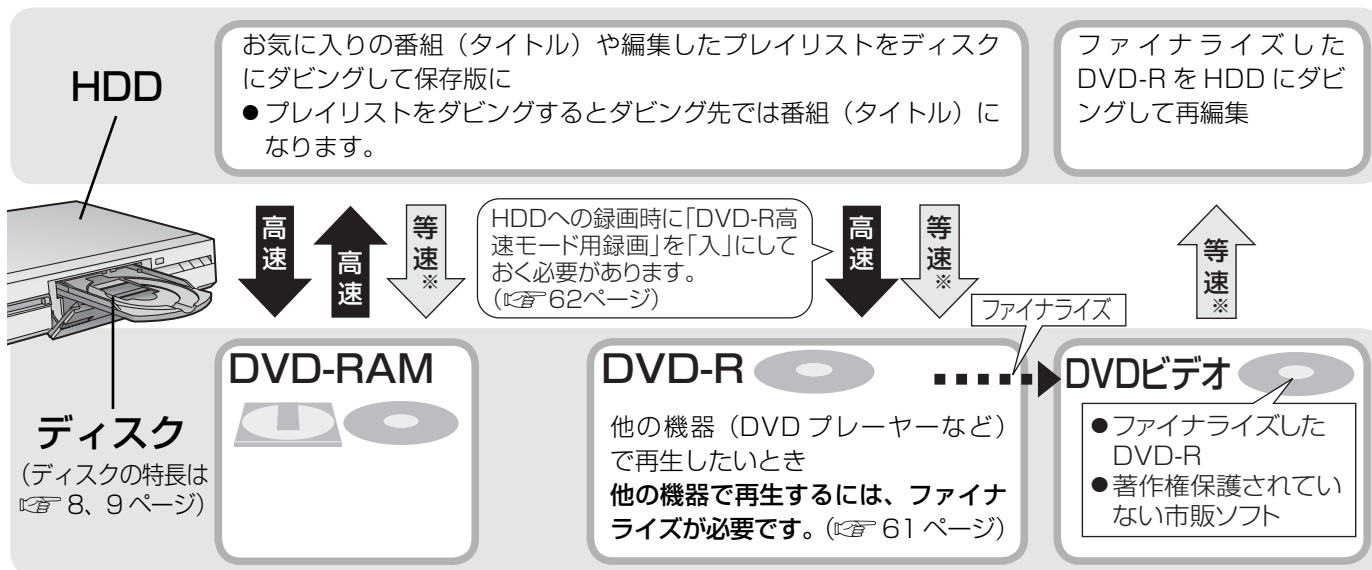 HDD
お気に入りの番組（タイトル）や編集したプレイリストをディスク
にダビングして保存版に
●プレイリストをダビングするとダビング先では番組（タイトル）に
なります。
ファイナライズした
DVD-R を HDD にダビ
ングして再編集
高速
高速
等速※
HDDへの録画時に「DVD-R高
速モード用録画」を「入」にして
おく必要があります。
（☞62ページ）
高速
等速※
ファイナライズ
等速※
ディスク
（ディスクの特長は
☞8、9ページ）
DVD-RAM
DVD-R
他の機器（DVD プレーヤーなど）
で再生したいとき
他の機器で再生するには、ファイナ
ライズが必要です。（☞61ページ）
DVDビデオ
●ファイナライズした
DVD-R
●著作権保護されてい
ない市販ソフト